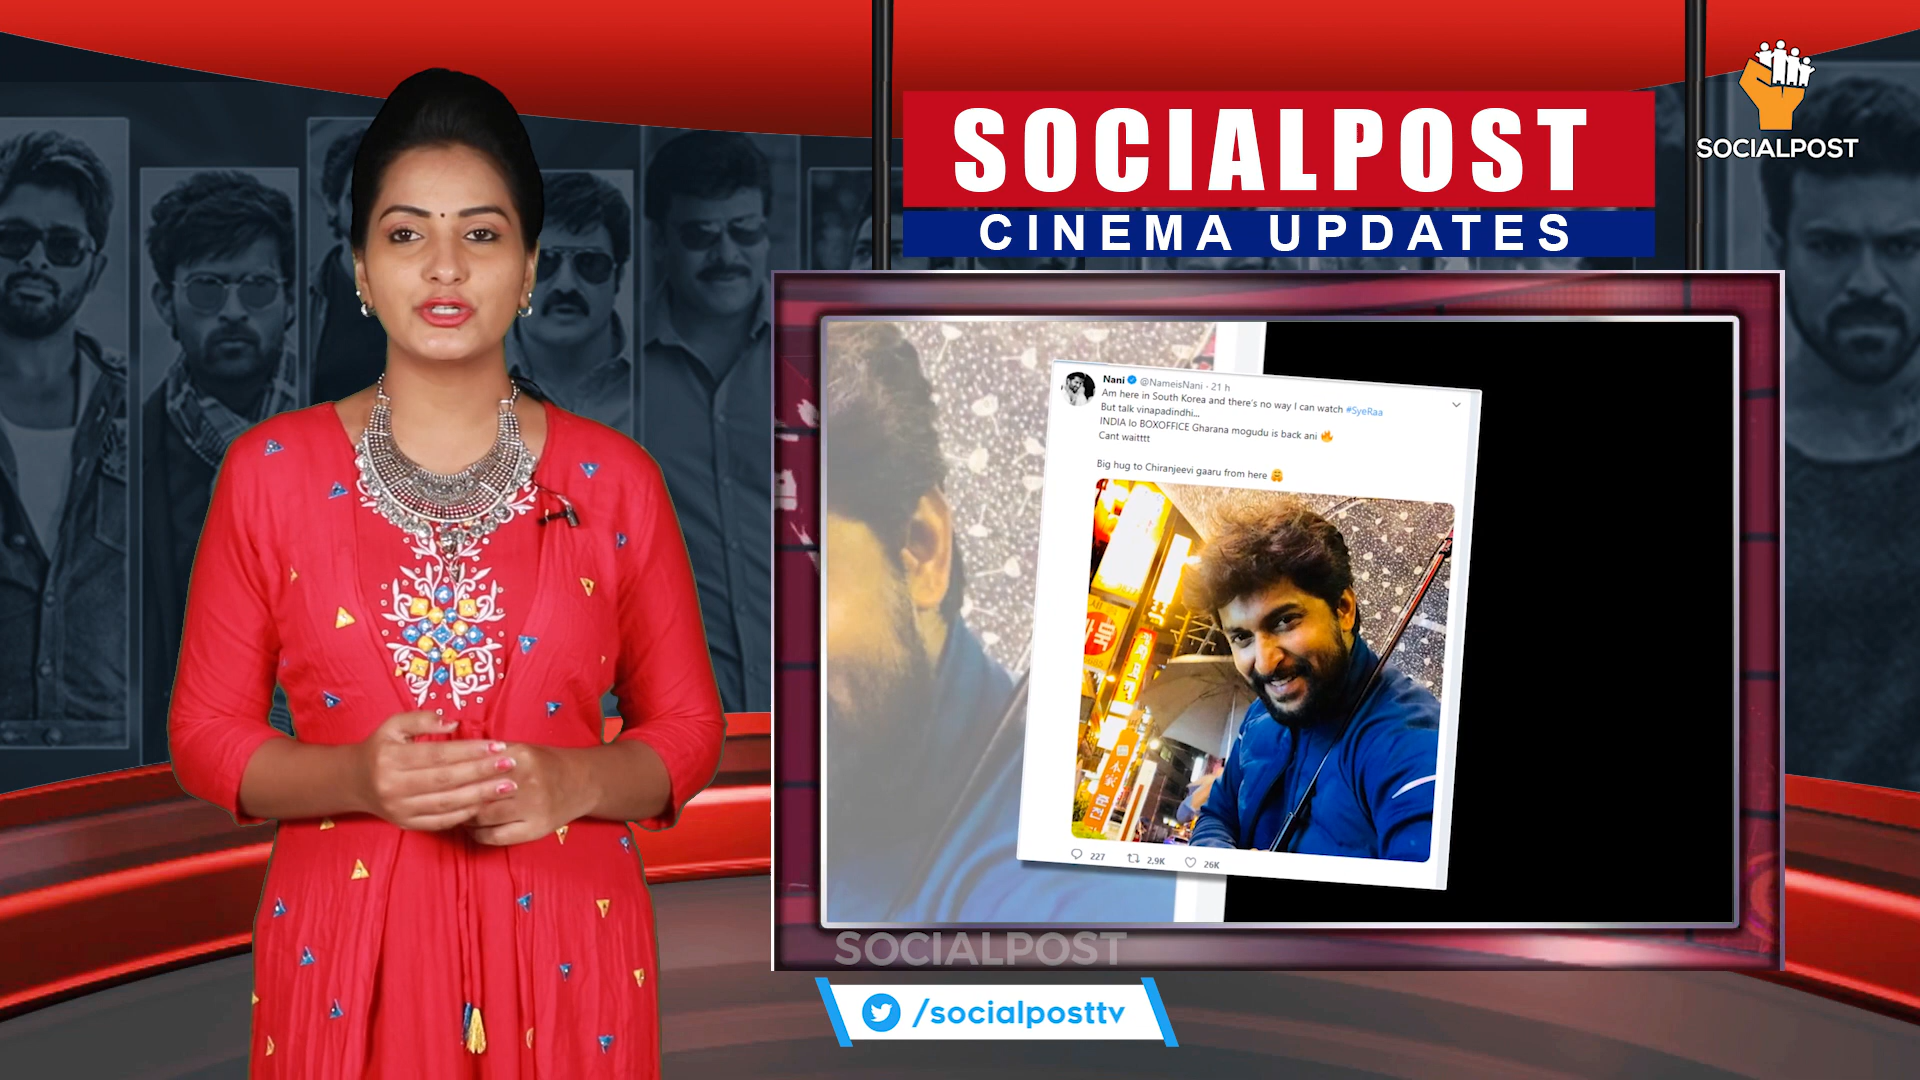 SOCIALPOST
CINEMA UPDATES
SOCIALPOST
Nani @NameisNani · 21 h
Am here in South Korea and there's no way I can watch #SyeRaa
But talk vinapadindhi...
INDIA lo BOXOFFICE Gharana mogudu is back ani 🔥
Cant waitttt
Big hug to Chiranjeevi gaaru from here 🤗
227 2,9K 26K
SOCIALPOST
/socialposttv